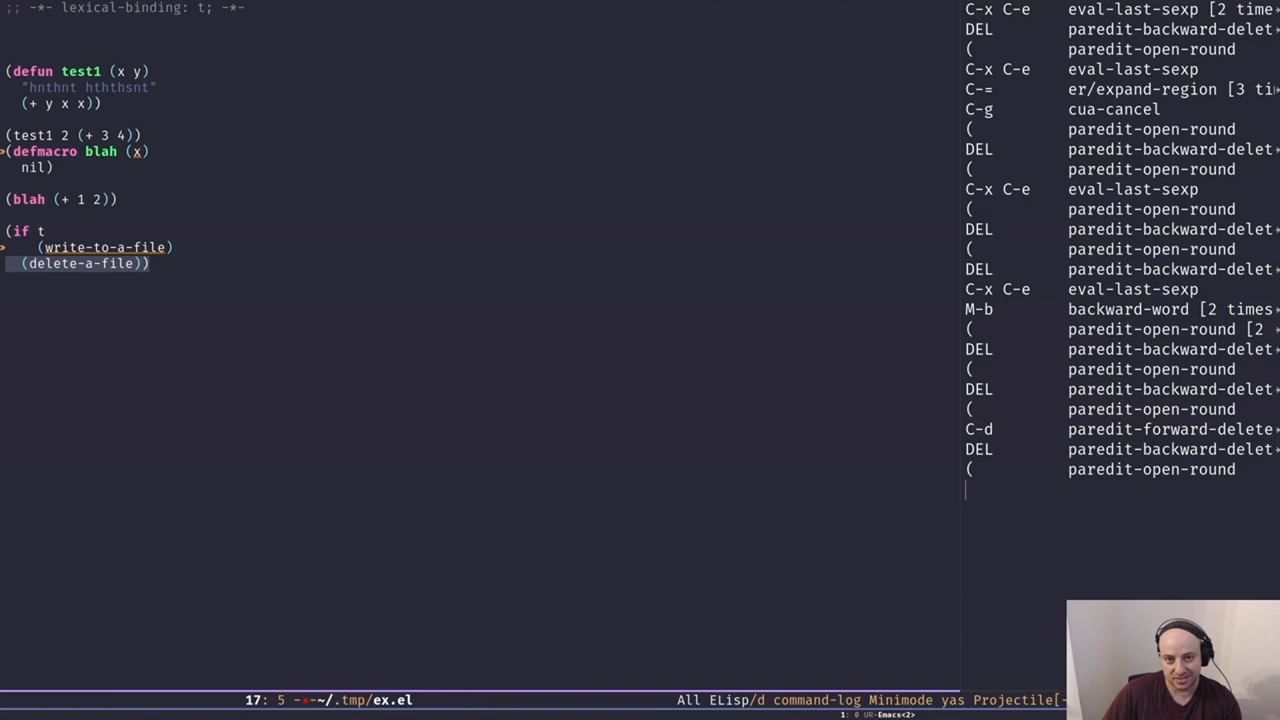 ;; -*- lexical-binding: t; -*-
(defun test1 (x y)
"hnthnt hththsnt"
(+ y x x))
(test1 2 (+ 3 4))
(defmacro blah (x)
nil)
(blah (+ 1 2))
(if t
(write-to-a-file)
(delete-a-file))
17: 5 -*-~/.tmp/ex.el
All ELisp/d command-log Minimode yas Projectile[-
C-x C-e eval-last-sexp [2 time
DEL paredit-backward-delet
( paredit-open-round
C-x C-e eval-last-sexp
C-= er/expand-region [3 ti
C-g cua-cancel
( paredit-open-round
DEL paredit-backward-delet
( paredit-open-round
C-x C-e eval-last-sexp
( paredit-open-round
DEL paredit-backward-delet
( paredit-open-round
DEL paredit-backward-delet
C-x C-e eval-last-sexp
M-b backward-word [2 times
( paredit-open-round [2
DEL paredit-backward-delet
( paredit-open-round
DEL paredit-backward-delet
( paredit-open-round
C-d paredit-forward-delete
DEL paredit-backward-delet
( paredit-open-round
1: 0 UR-Emacs<2>